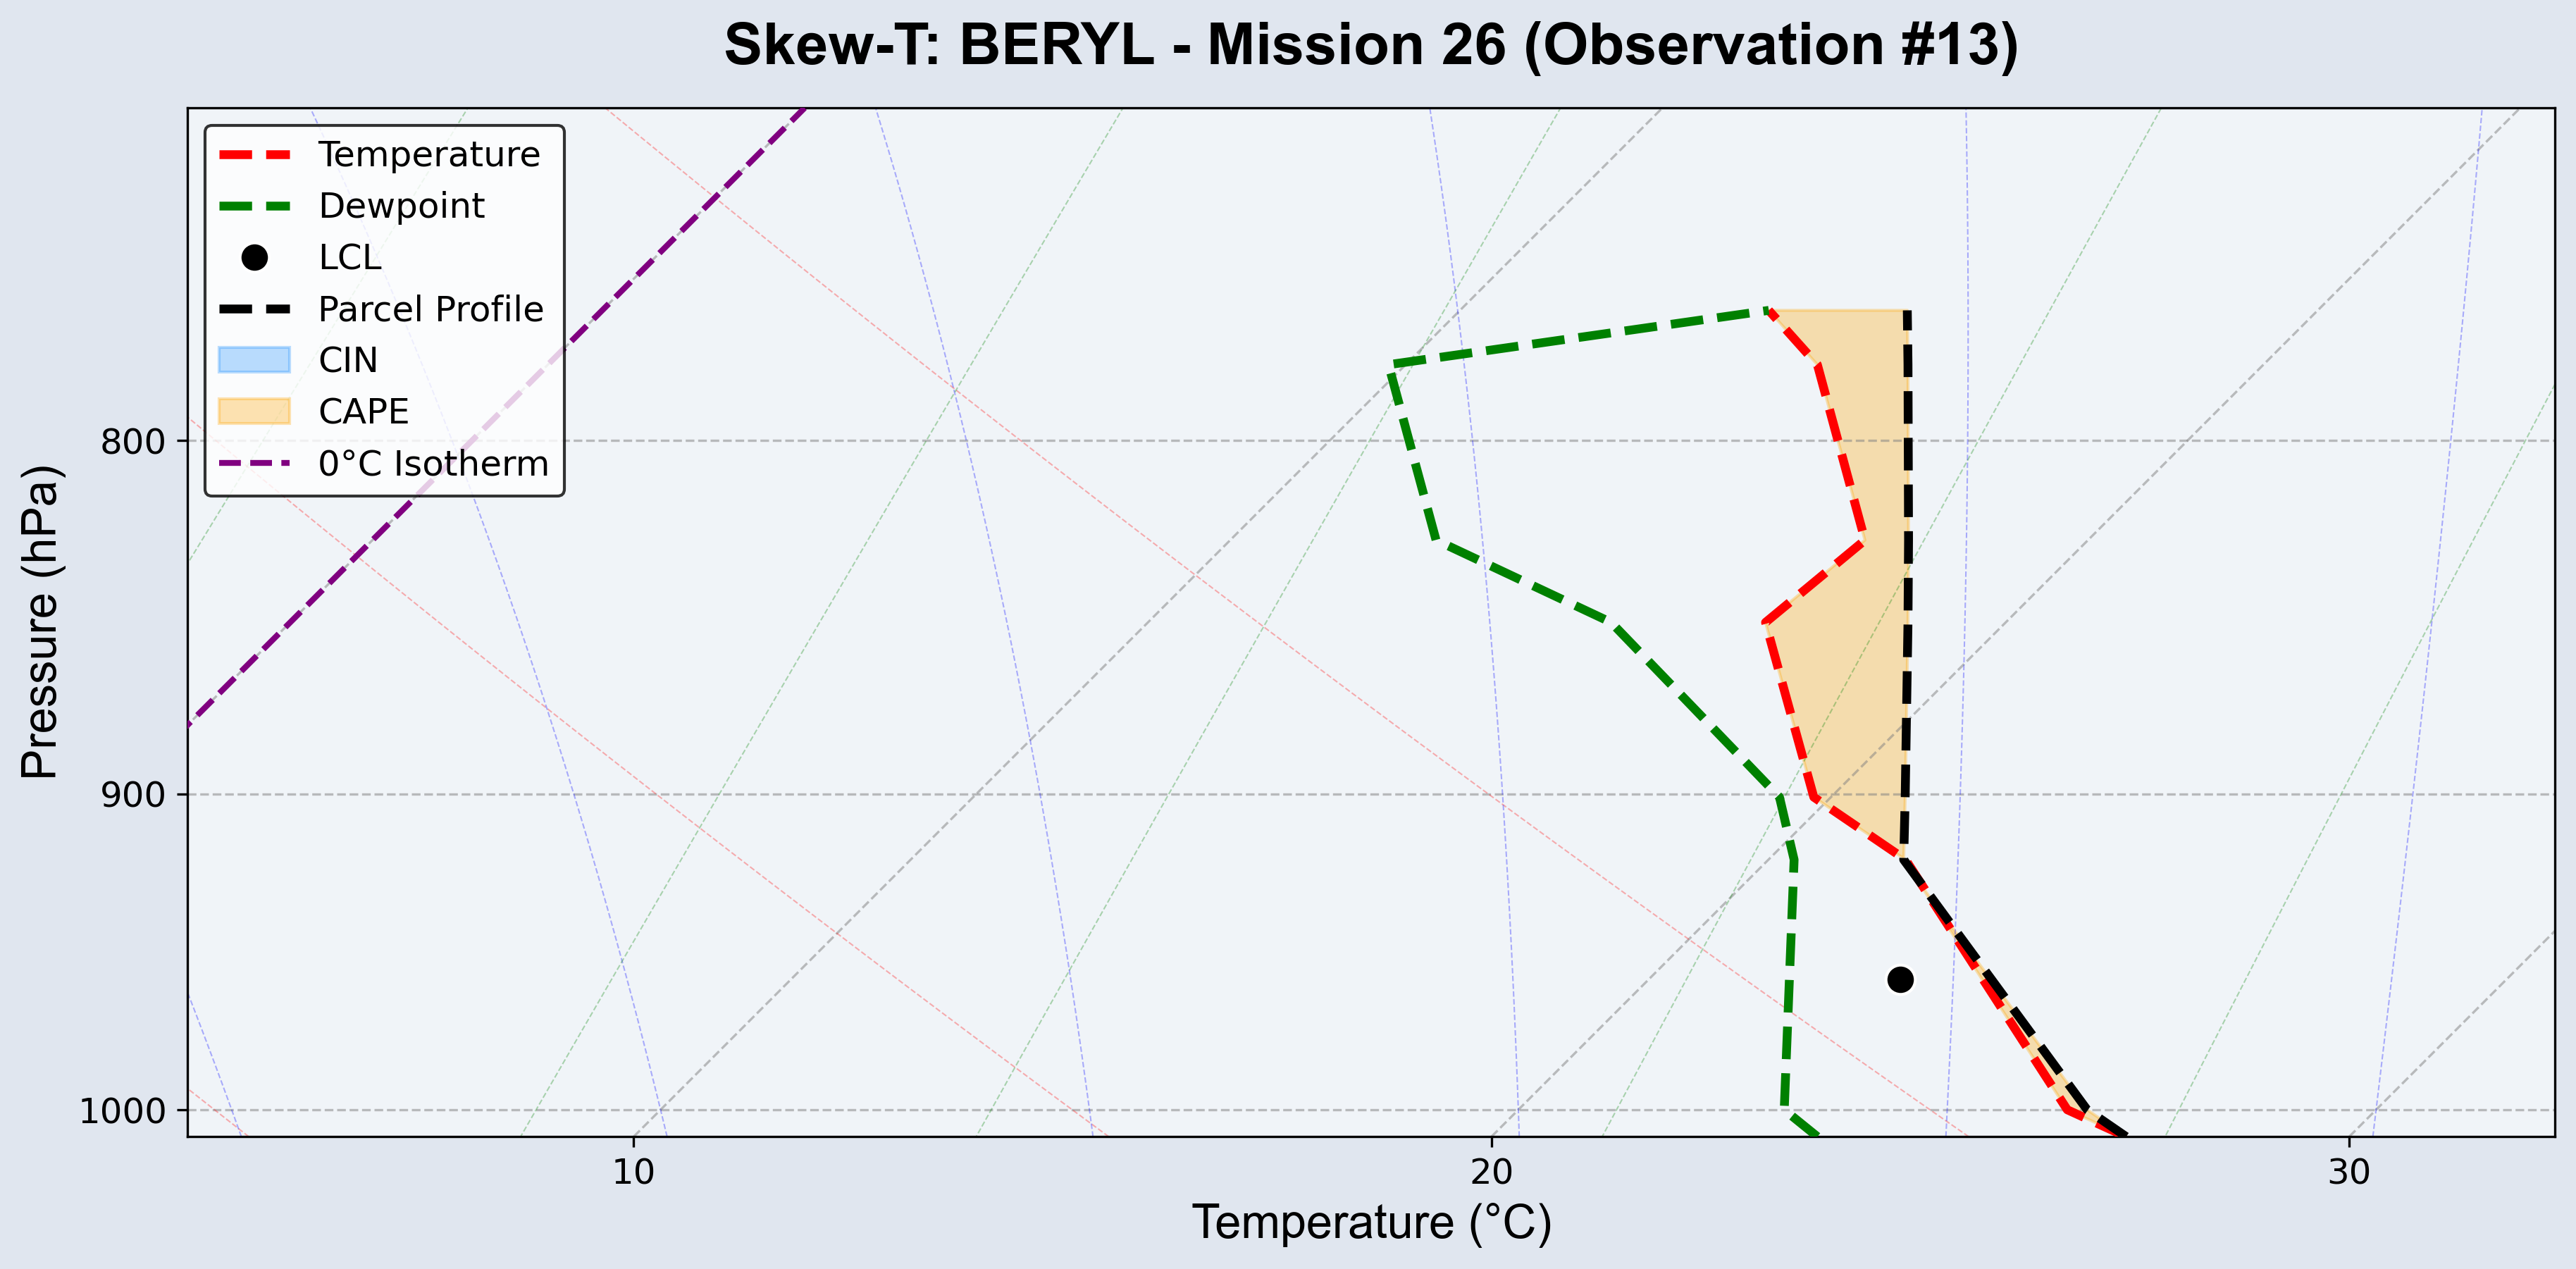 Skew-T: BERYL - Mission 26 (Observation #13)
Temperature
Dewpoint
LCL
Parcel Profile
CIN
CAPE
0°C Isotherm
Pressure (hPa)
800
900
1000
10
20
30
Temperature (°C)